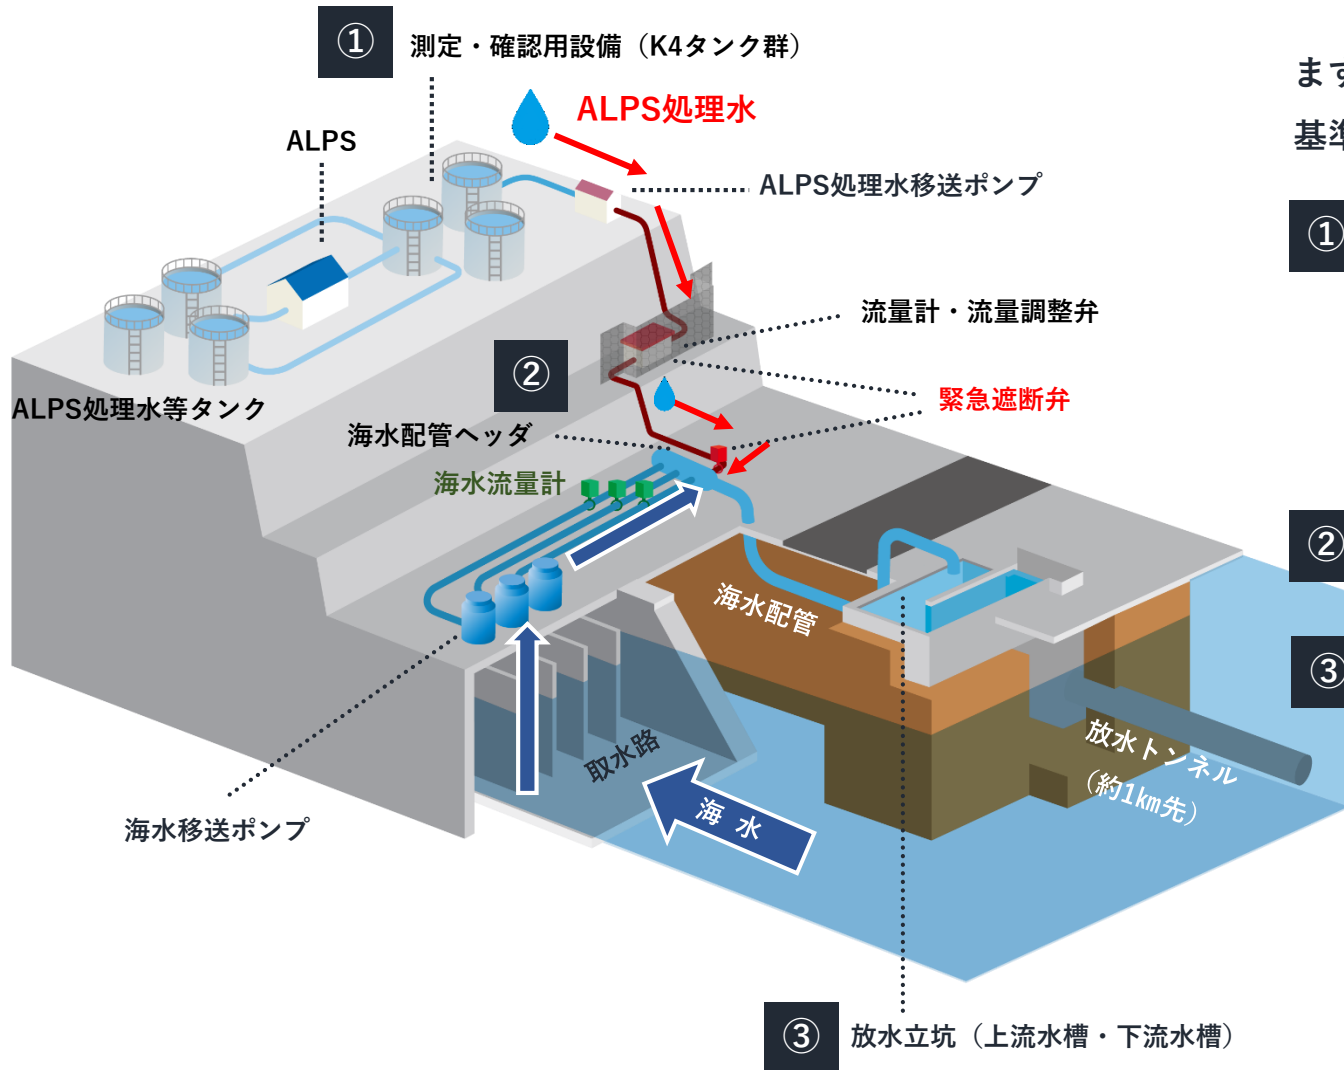 ① 測定・確認用設備（K4タンク群）
ALPS処理水
ALPS
ALPS処理水移送ポンプ
流量計・流量調整弁
②
緊急遮断弁
ALPS処理水等タンク
海水配管ヘッダ
海水流量計
海水配管
取水路
放水トンネル
（約1㎞先）
海 水
海水移送ポンプ
③ 放水立坑（上流水槽・下流水槽）
ます
基準
①
②
③